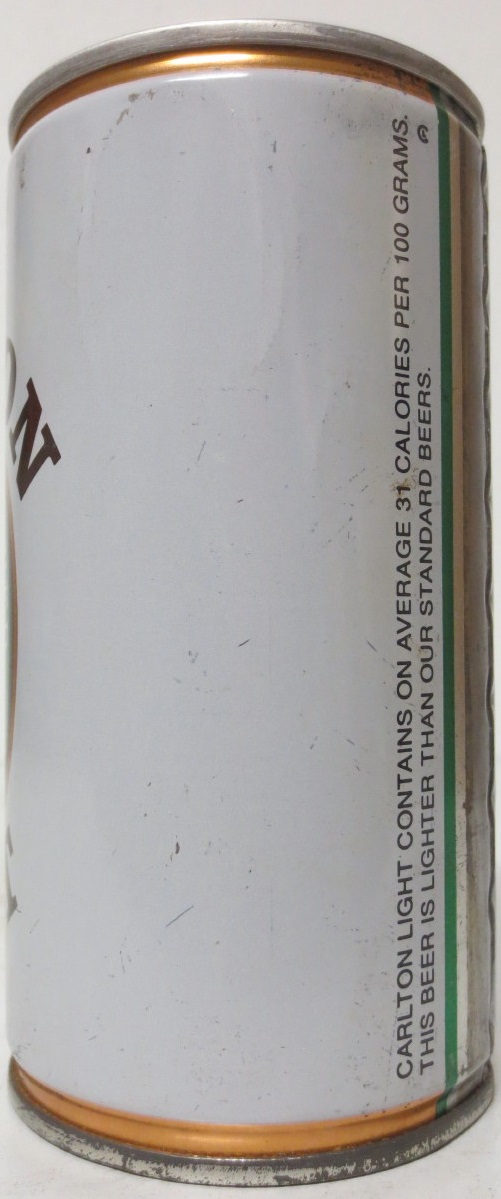 CARLTON LIGHT CONTAINS ON AVERAGE 31 CALORIES PER 100 GRAMS.
THIS BEER IS LIGHTER THAN OUR STANDARD BEERS.